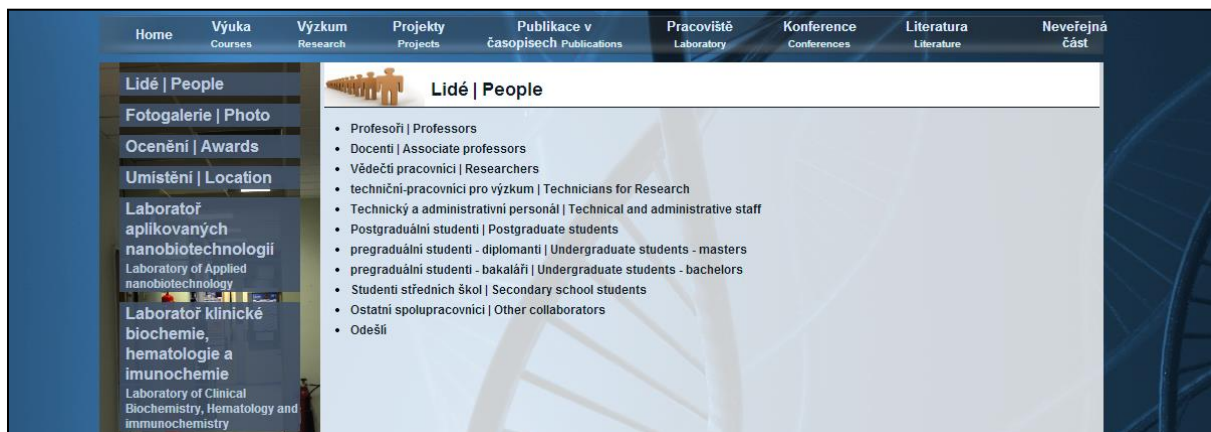 Home
Výuka
Courses
Výzkum
Research
Projekty
Projects
Publikace v
časopisech Publications
Pracoviště
Laboratory
Konference
Conferences
Literatura
Literature
Neveřejná
část
Lidé | People
Fotogalerie | Photo
Ocenění | Awards
Umístění | Location
Laboratoř
aplikovaných
nanobiotechnologií
Laboratory of Applied
nanobiotechnology
Laboratoř klinické
biochemie,
hematologie a
imunochemie
Laboratory of Clinical
Biochemistry, Hematology and
immunochemistry
Lidé | People
• Profesoři | Professors
• Docenti | Associate professors
• Vědečtí pracovníci | Researchers
• techniční-pracovníci pro výzkum | Technicians for Research
• Technický a administrativní personál | Technical and administrative staff
• Postgraduální studenti | Postgraduate students
• pregraduální studenti - diplomanti | Undergraduate students - masters
• pregraduální studenti - bakaláři | Undergraduate students - bachelors
• Studenti středních škol | Secondary school students
• Ostatní spolupracovníci | Other collaborators
• Odešli